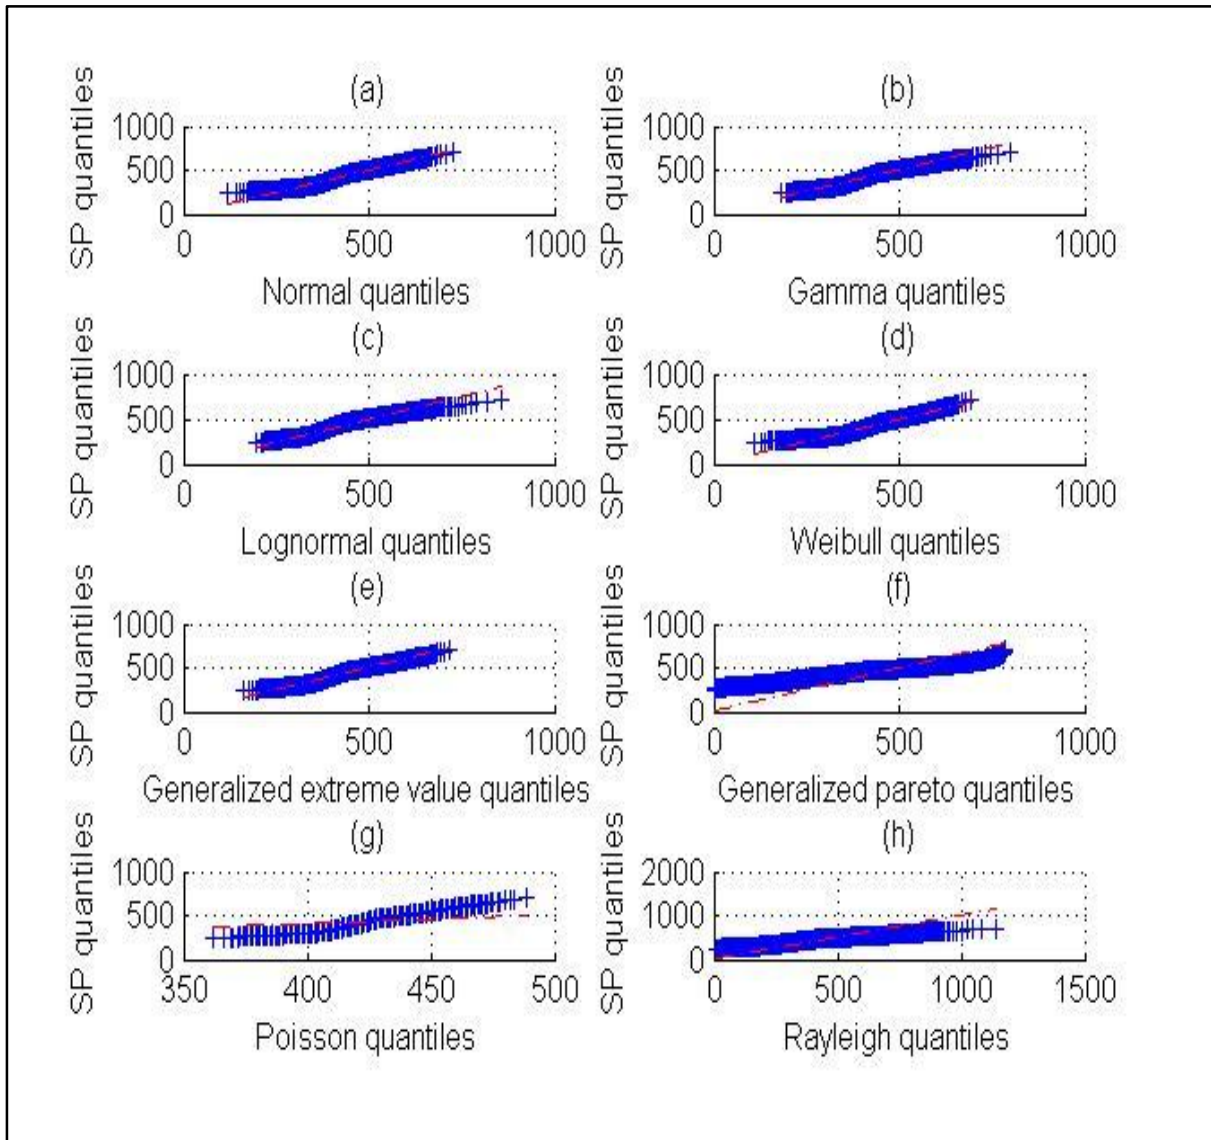 (a)
SP quantiles
1000
500
0
0 500 1000
Normal quantiles
(b)
SP quantiles
1000
500
0
0 500 1000
Gamma quantiles
(c)
SP quantiles
1000
500
0
0 500 1000
Lognormal quantiles
(d)
SP quantiles
1000
500
0
0 500 1000
Weibull quantiles
(e)
SP quantiles
1000
500
0
0 500 1000
Generalized extreme value quantiles
(f)
SP quantiles
1000
500
0
0 500 1000
Generalized pareto quantiles
(g)
SP quantiles
1000
500
0
350 400 450 500
Poisson quantiles
(h)
SP quantiles
2000
1000
0
0 500 1000 1500
Rayleigh quantiles